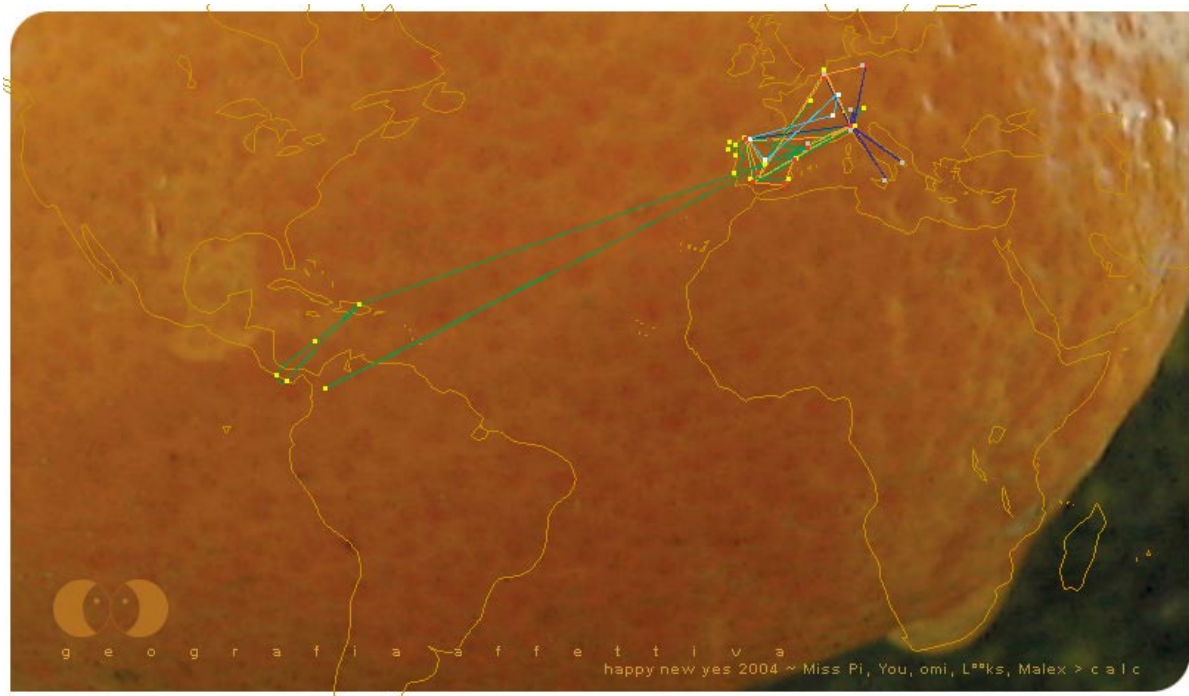 g e o g r a f i a a f f e t t i v a
happy new yes 2004 ~ Miss Pi, You, omi, L°°ks, Malex > c a l c